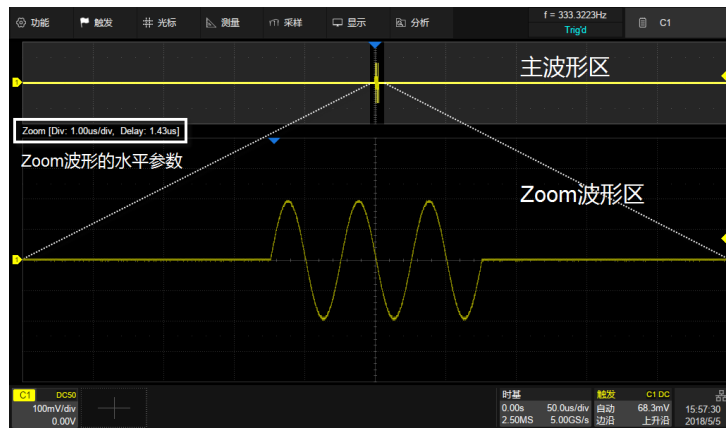 功能 触发 光标 测量 采样 显示 分析 f = 333.3223Hz C1
Trig'd
主波形区
1
Zoom [Div: 1.00us/div, Delay: 1.43us]
Zoom波形的水平参数
Zoom波形区
1
C1 DC50 时基 触发 C1 DC
100mV/div 0.00s 50.0us/div 自动 68.3mV 15:57:30
0.00V 2.50MS 5.00GS/s 边沿 上升沿 2018/5/5